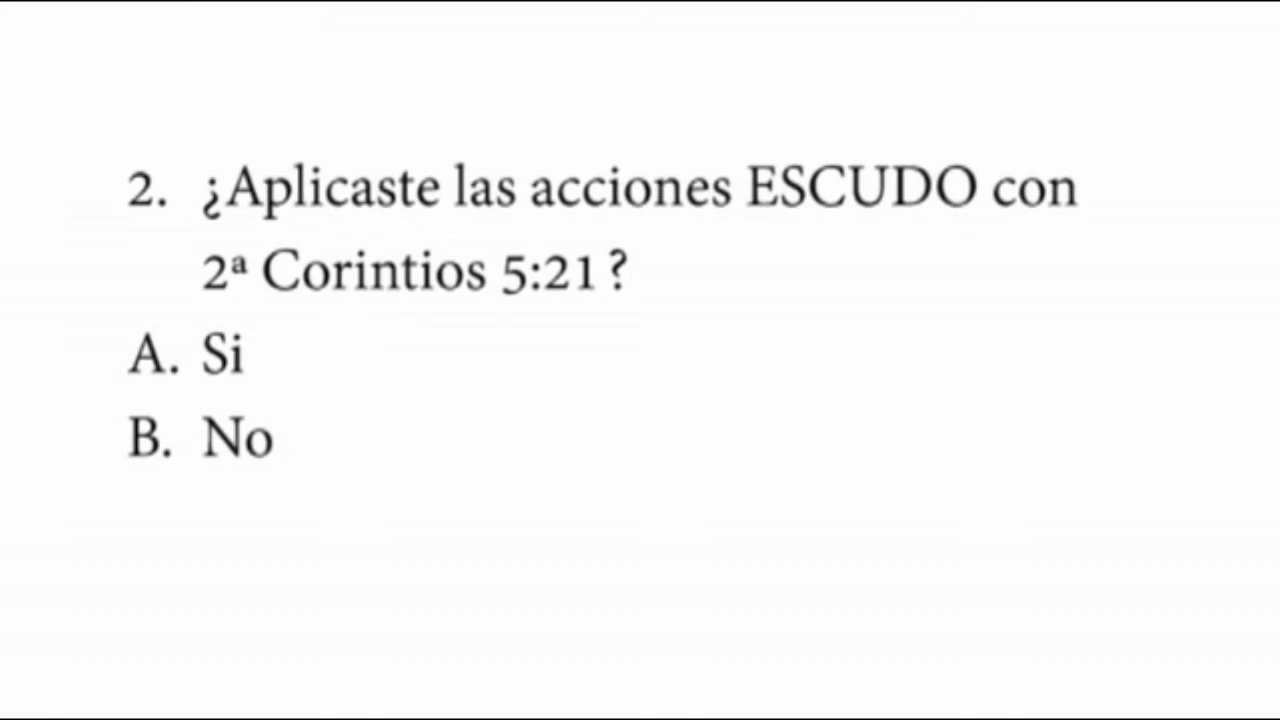 2. ¿Aplicaste las acciones ESCUDO con
2ª Corintios 5:21?
A. Si
B. No